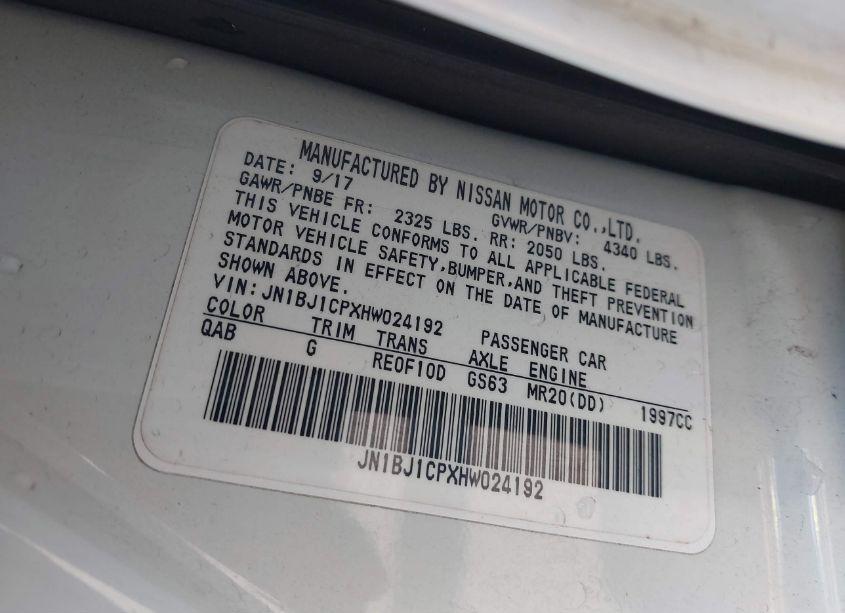 MANUFACTURED BY NISSAN MOTOR CO.,LTD.
DATE: 9/17 GVWR/PNBV: 4340 LBS.
GAWR/PNBE FR: 2325 LBS. RR: 2050 LBS.
THIS VEHICLE CONFORMS TO ALL APPLICABLE FEDERAL
MOTOR VEHICLE SAFETY,BUMPER,AND THEFT PREVENTION
STANDARDS IN EFFECT ON THE DATE OF MANUFACTURE
SHOWN ABOVE.
VIN:JN1BJ1CPXHW024192 PASSENGER CAR
COLOR TRIM TRANS AXLE ENGINE
QAB G RE0F10D GS63 MR20(DD) 1997CC
JN1BJ1CPXHW024192